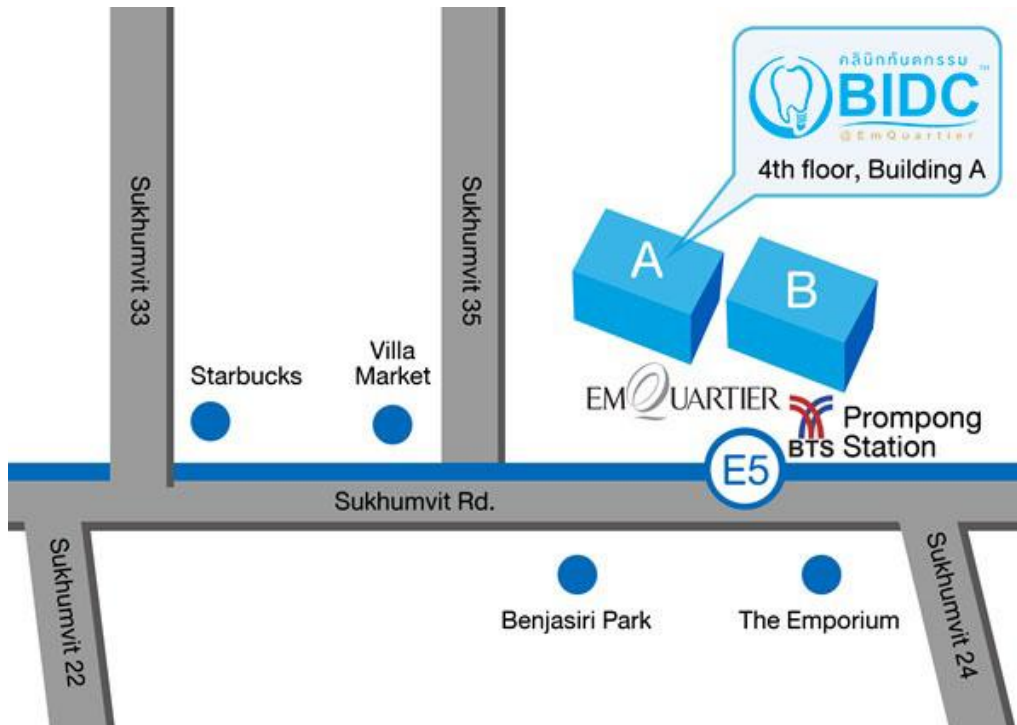 คลินิกทันตกรรม
BIDC™
@EmQuartier
4th floor, Building A
A
B
Sukhumvit 33
Sukhumvit 35
Starbucks
Villa
Market
EMQUARTIER
BTS
Prompong
Station
E5
Sukhumvit Rd.
Sukhumvit 22
Benjasiri Park
The Emporium
Sukhumvit 24